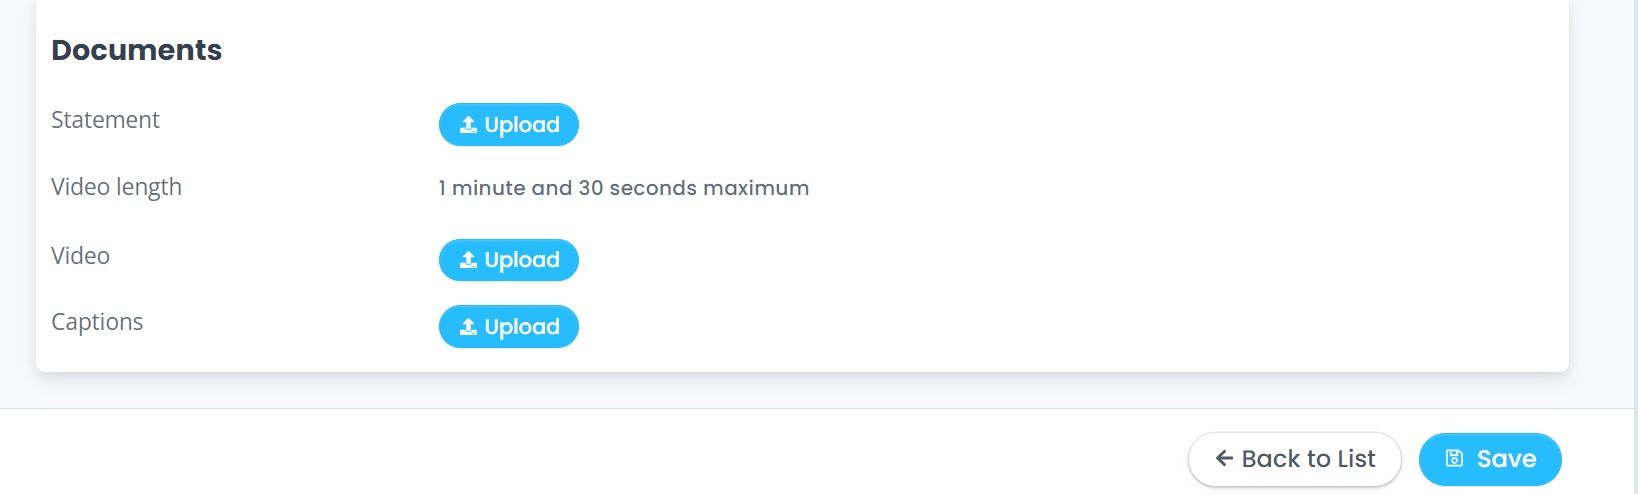 Documents
Statement Upload
Video length 1 minute and 30 seconds maximum
Video Upload
Captions Upload
Back to List Save